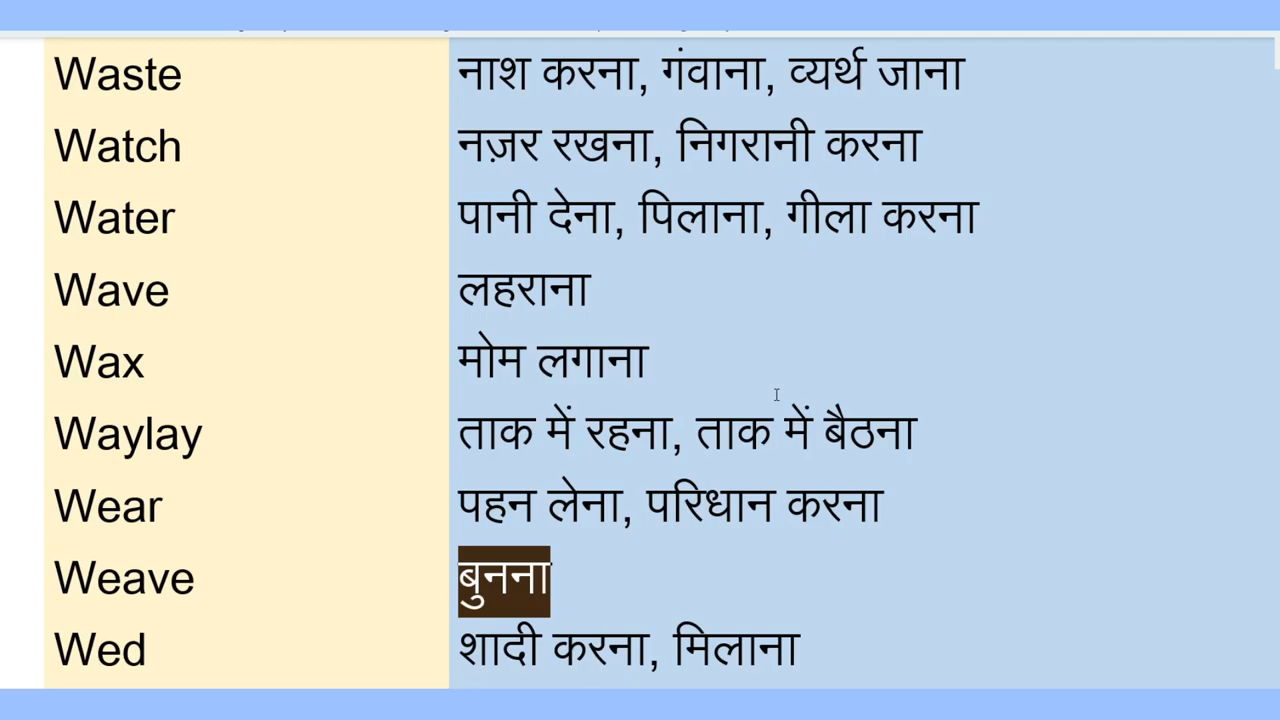 Waste नाश करना, गंवाना, व्यर्थ जाना
Watch नज़र रखना, निगरानी करना
Water पानी देना, पिलाना, गीला करना
Wave लहराना
Wax मोम लगाना
Waylay ताक में रहना, ताक में बैठना
Wear पहन लेना, परिधान करना
Weave बुनना
Wed शादी करना, मिलाना